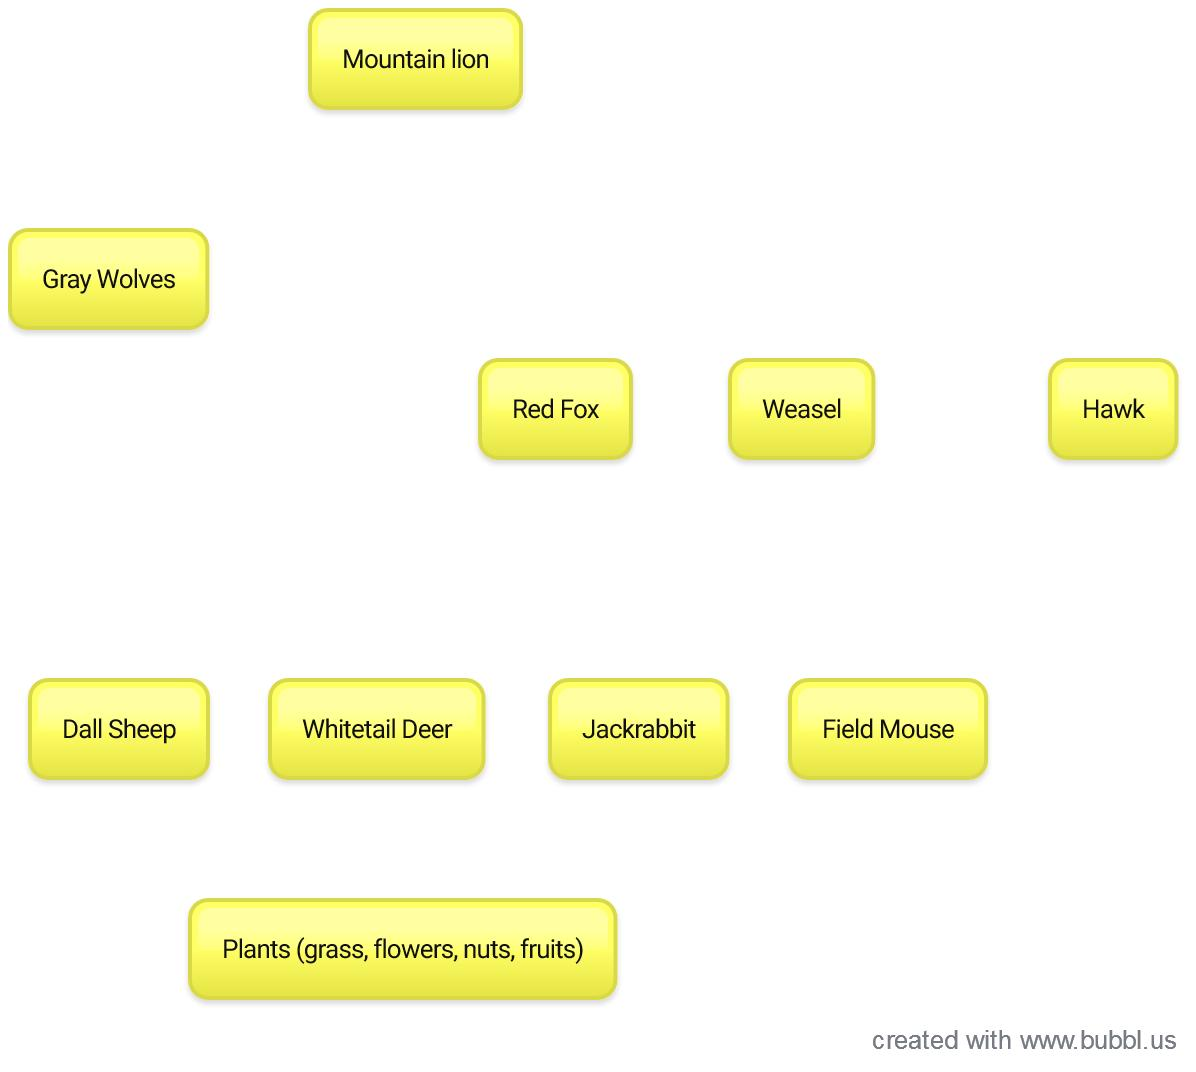 Mountain lion
Gray Wolves
Red Fox
Weasel
Hawk
Dall Sheep
Whitetail Deer
Jackrabbit
Field Mouse
Plants (grass, flowers, nuts, fruits)
created with www.bubbl.us